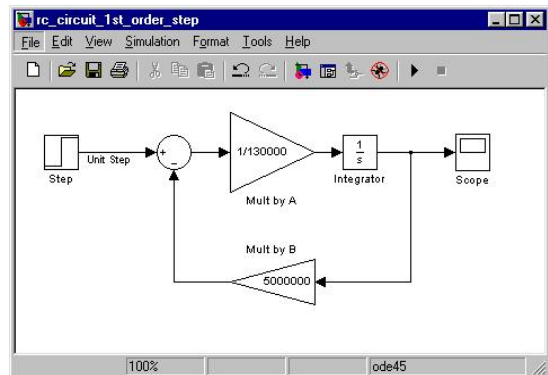 rc_circuit_1st_order_step
File Edit View Simulation Format Tools Help
Step
Unit Step
+
−
1/130000
Mult by A
1
s
Integrator
Scope
Mult by B
5000000
100%
ode45